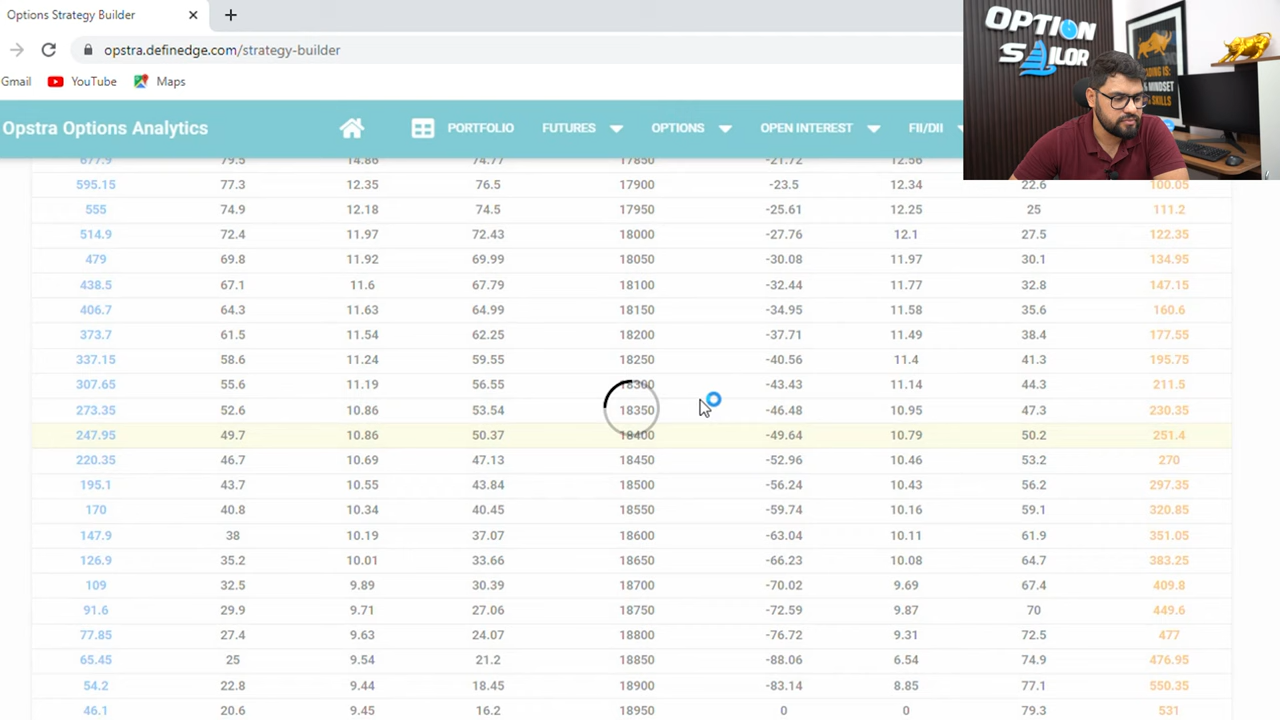 Options Strategy Builder
opstra.definedge.com/strategy-builder
Gmail YouTube Maps
OPTION
SAILOR
Opstra Options Analytics PORTFOLIO FUTURES OPTIONS OPEN INTEREST FII/DII
677.9 79.5 14.86 74.77 17850 -21.72 12.56
595.15 77.3 12.35 76.5 17900 -23.5 12.34 22.6 100.05
555 74.9 12.18 74.5 17950 -25.61 12.25 25 111.2
514.9 72.4 11.97 72.43 18000 -27.76 12.1 27.5 122.35
479 69.8 11.92 69.99 18050 -30.08 11.97 30.1 134.95
438.5 67.1 11.6 67.79 18100 -32.44 11.77 32.8 147.15
406.7 64.3 11.63 64.99 18150 -34.95 11.58 35.6 160.6
373.7 61.5 11.54 62.25 18200 -37.71 11.49 38.4 177.55
337.15 58.6 11.24 59.55 18250 -40.56 11.4 41.3 195.75
307.65 55.6 11.19 56.55 18300 -43.43 11.14 44.3 211.5
273.35 52.6 10.86 53.54 18350 -46.48 10.95 47.3 230.35
247.95 49.7 10.86 50.37 18400 -49.64 10.79 50.2 251.4
220.35 46.7 10.69 47.13 18450 -52.96 10.46 53.2 270
195.1 43.7 10.55 43.84 18500 -56.24 10.43 56.2 297.35
170 40.8 10.34 40.45 18550 -59.74 10.16 59.1 320.85
147.9 38 10.19 37.07 18600 -63.04 10.11 61.9 351.05
126.9 35.2 10.01 33.66 18650 -66.23 10.08 64.7 383.25
109 32.5 9.89 30.39 18700 -70.02 9.69 67.4 409.8
91.6 29.9 9.71 27.06 18750 -72.59 9.87 70 449.6
77.85 27.4 9.63 24.07 18800 -76.72 9.31 72.5 477
65.45 25 9.54 21.2 18850 -88.06 6.54 74.9 476.95
54.2 22.8 9.44 18.45 18900 -83.14 8.85 77.1 550.35
46.1 20.6 9.45 16.2 18950 0 0 79.3 531